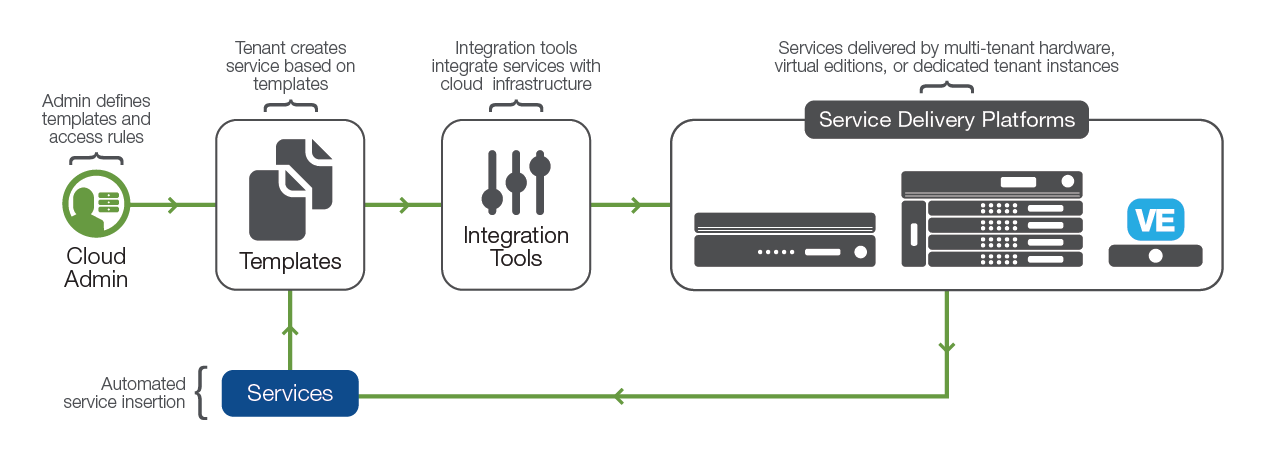 Admin defines
templates and
access rules
Cloud
Admin
Tenant creates
service based on
templates
Templates
Integration tools
integrate services with
cloud infrastructure
Integration
Tools
Services delivered by multi-tenant hardware,
virtual editions, or dedicated tenant instances
Service Delivery Platforms
VE
Automated
service insertion
Services